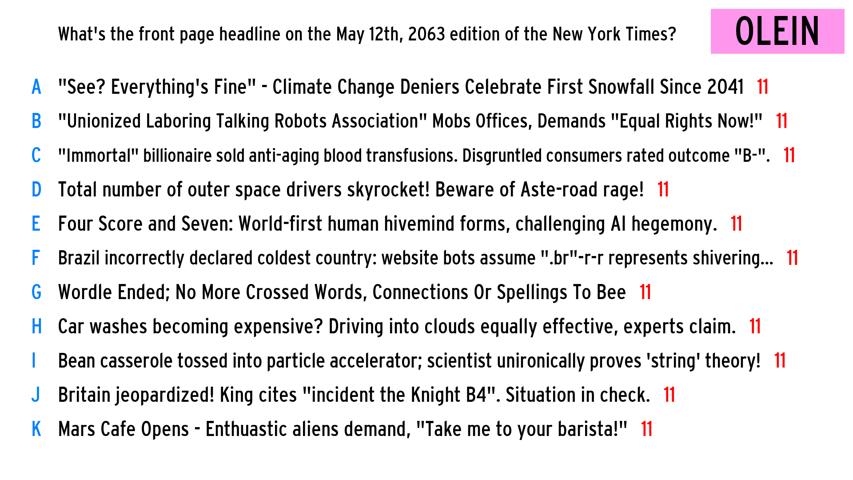 What's the front page headline on the May 12th, 2063 edition of the New York Times?
OLEIN
A "See? Everything's Fine" - Climate Change Deniers Celebrate First Snowfall Since 2041 11
B "Unionized Laboring Talking Robots Association" Mobs Offices, Demands "Equal Rights Now!" 11
C "Immortal" billionaire sold anti-aging blood transfusions. Disgruntled consumers rated outcome "B-". 11
D Total number of outer space drivers skyrocket! Beware of Aste-road rage! 11
E Four Score and Seven: World-first human hivemind forms, challenging AI hegemony. 11
F Brazil incorrectly declared coldest country: website bots assume ".br"-r-r represents shivering... 11
G Wordle Ended; No More Crossed Words, Connections Or Spellings To Bee 11
H Car washes becoming expensive? Driving into clouds equally effective, experts claim. 11
I Bean casserole tossed into particle accelerator; scientist unironically proves 'string' theory! 11
J Britain jeopardized! King cites "incident the Knight B4". Situation in check. 11
K Mars Cafe Opens - Enthuastic aliens demand, "Take me to your barista!" 11